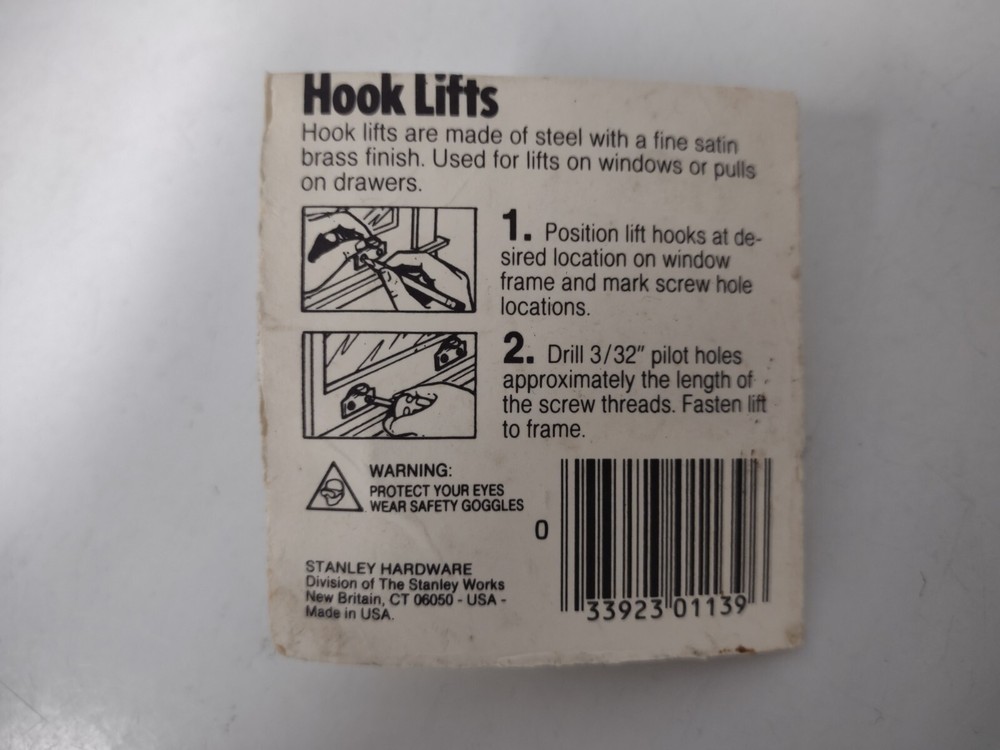 Hook Lifts
Hook lifts are made of steel with a fine satin
brass finish. Used for lifts on windows or pulls
on drawers.
1. Position lift hooks at de-
sired location on window
frame and mark screw hole
locations.
2. Drill 3/32" pilot holes
approximately the length of
the screw threads. Fasten lift
to frame.
WARNING:
PROTECT YOUR EYES
WEAR SAFETY GOGGLES
STANLEY HARDWARE
Division of The Stanley Works
New Britain, CT 06050 - USA -
Made in USA.
0 33923 01139